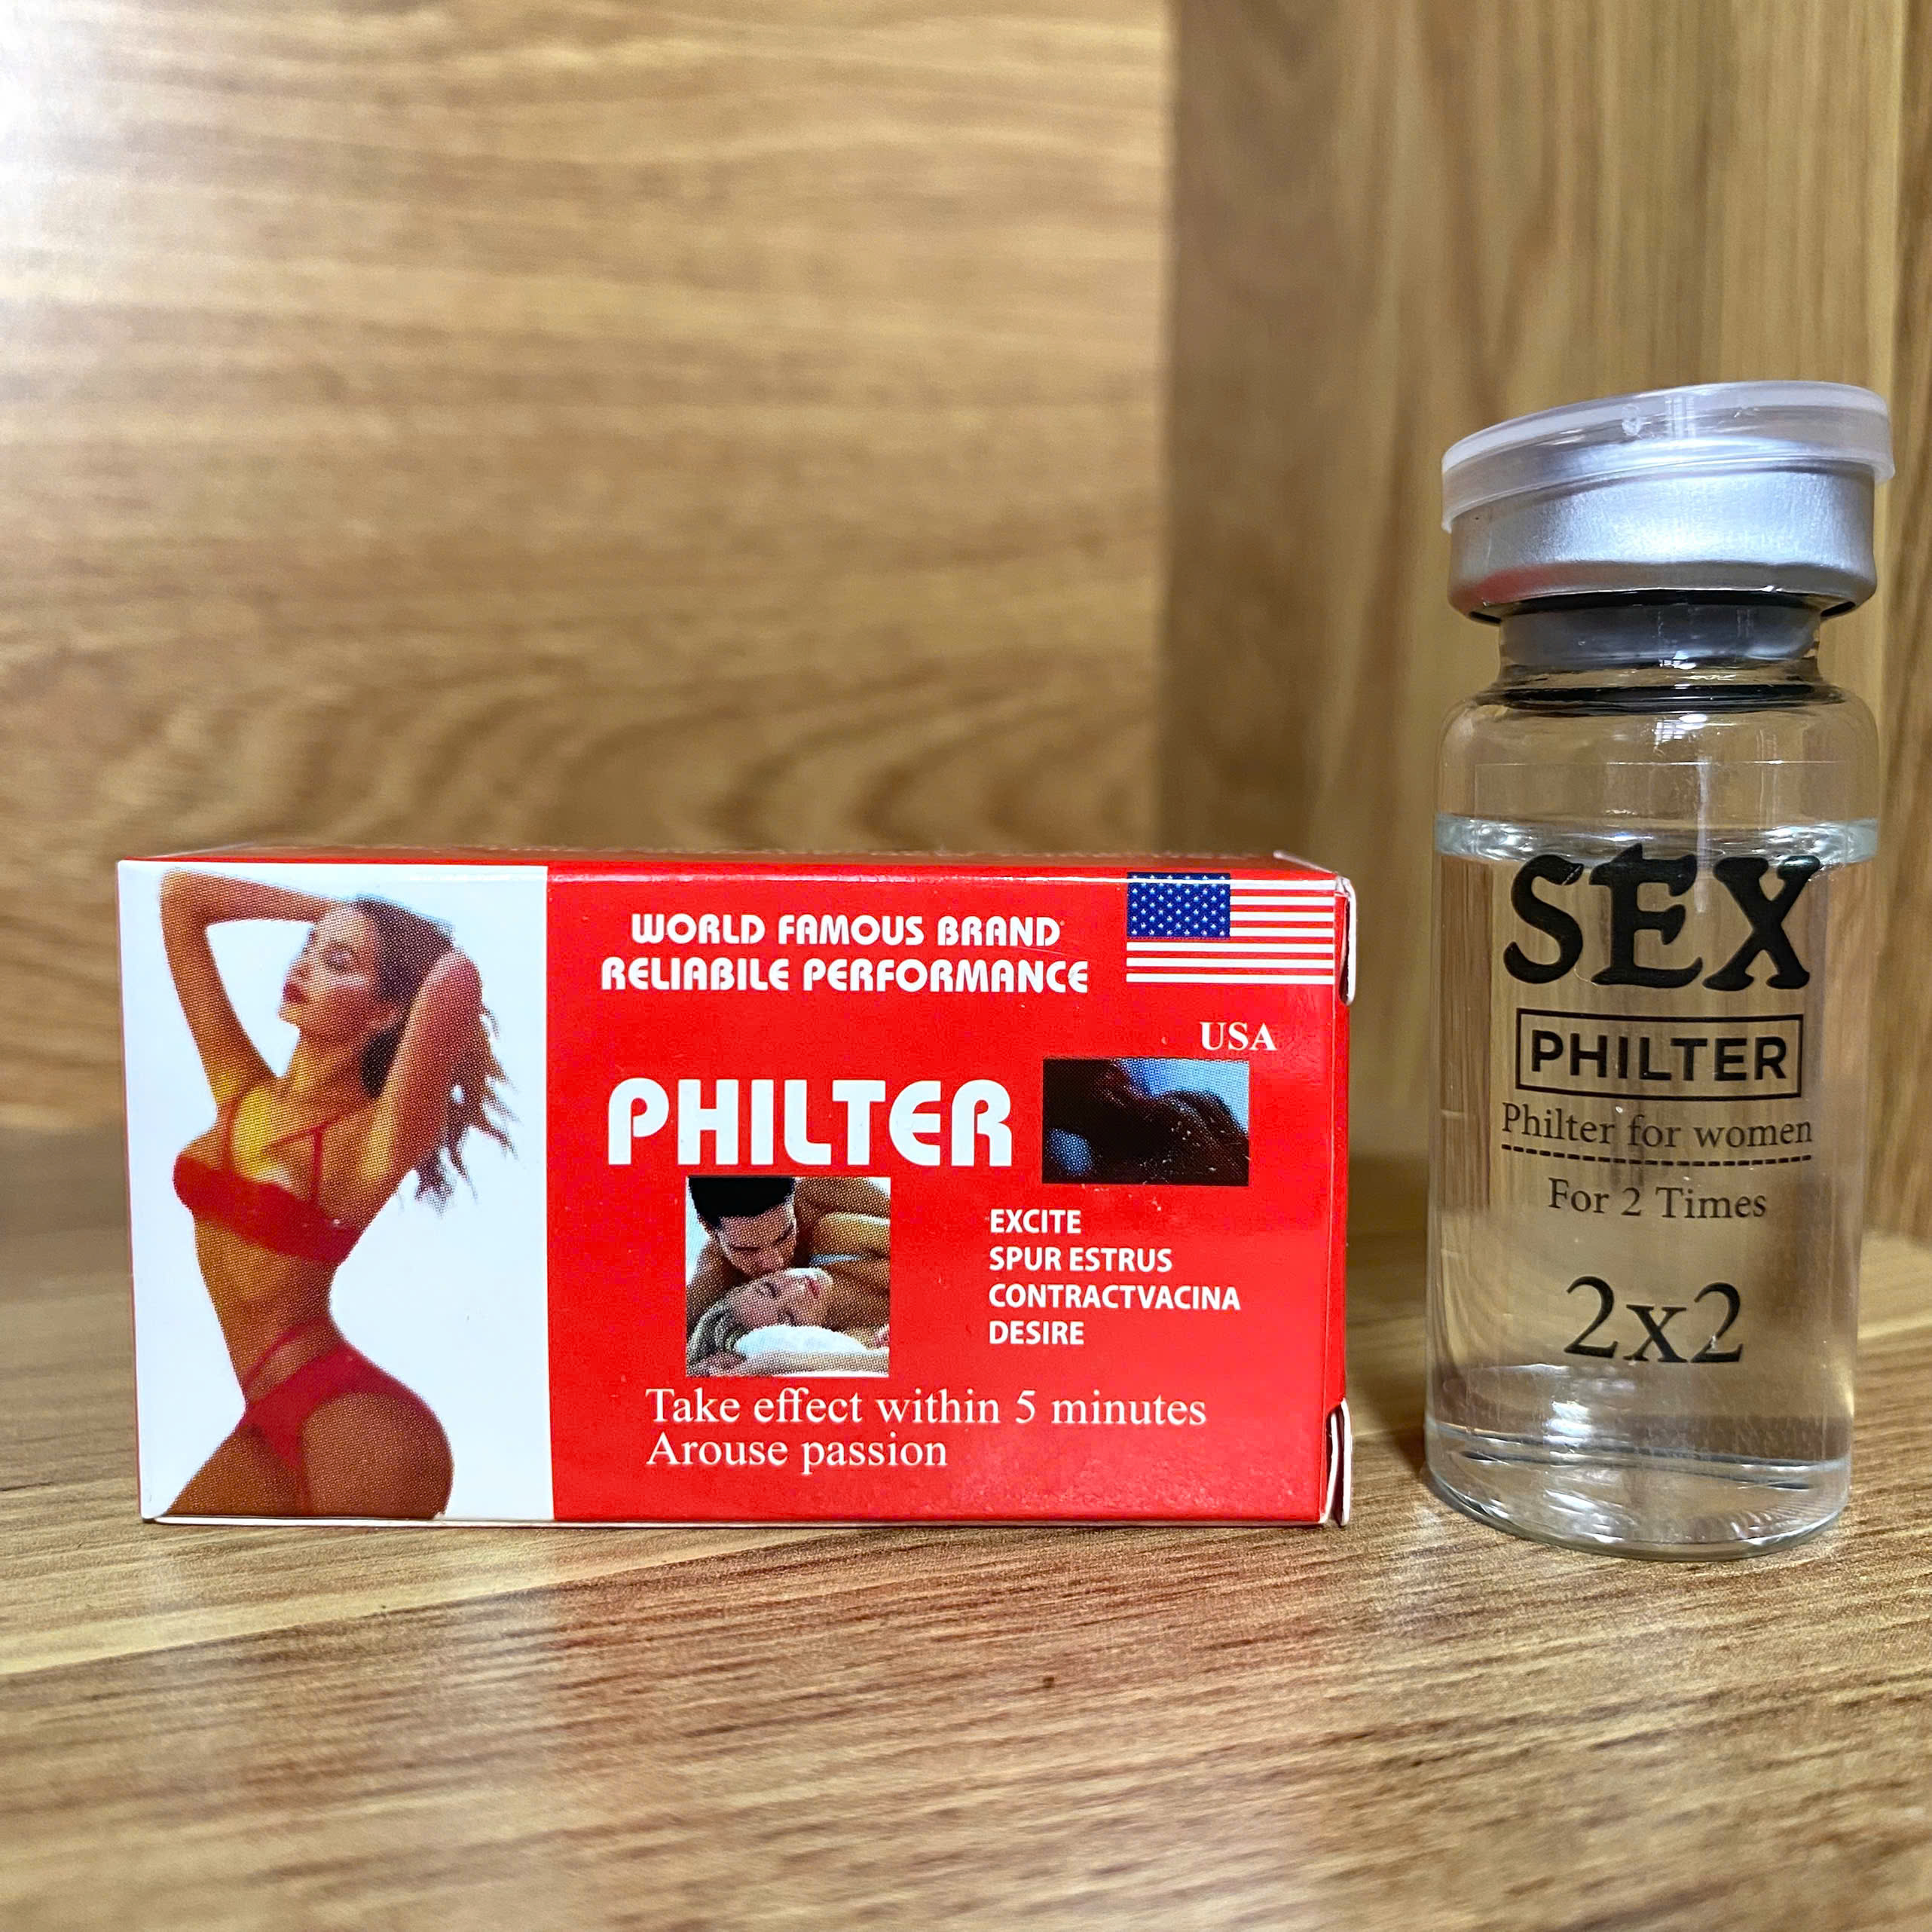 WORLD FAMOUS BRAND
RELIABILE PERFORMANCE
USA
PHILTER
EXCITE
SPUR ESTRUS
CONTRACTVACINA
DESIRE
Take effect within 5 minutes
Arouse passion
SEX
PHILTER
Philter for women
For 2 Times
2x2